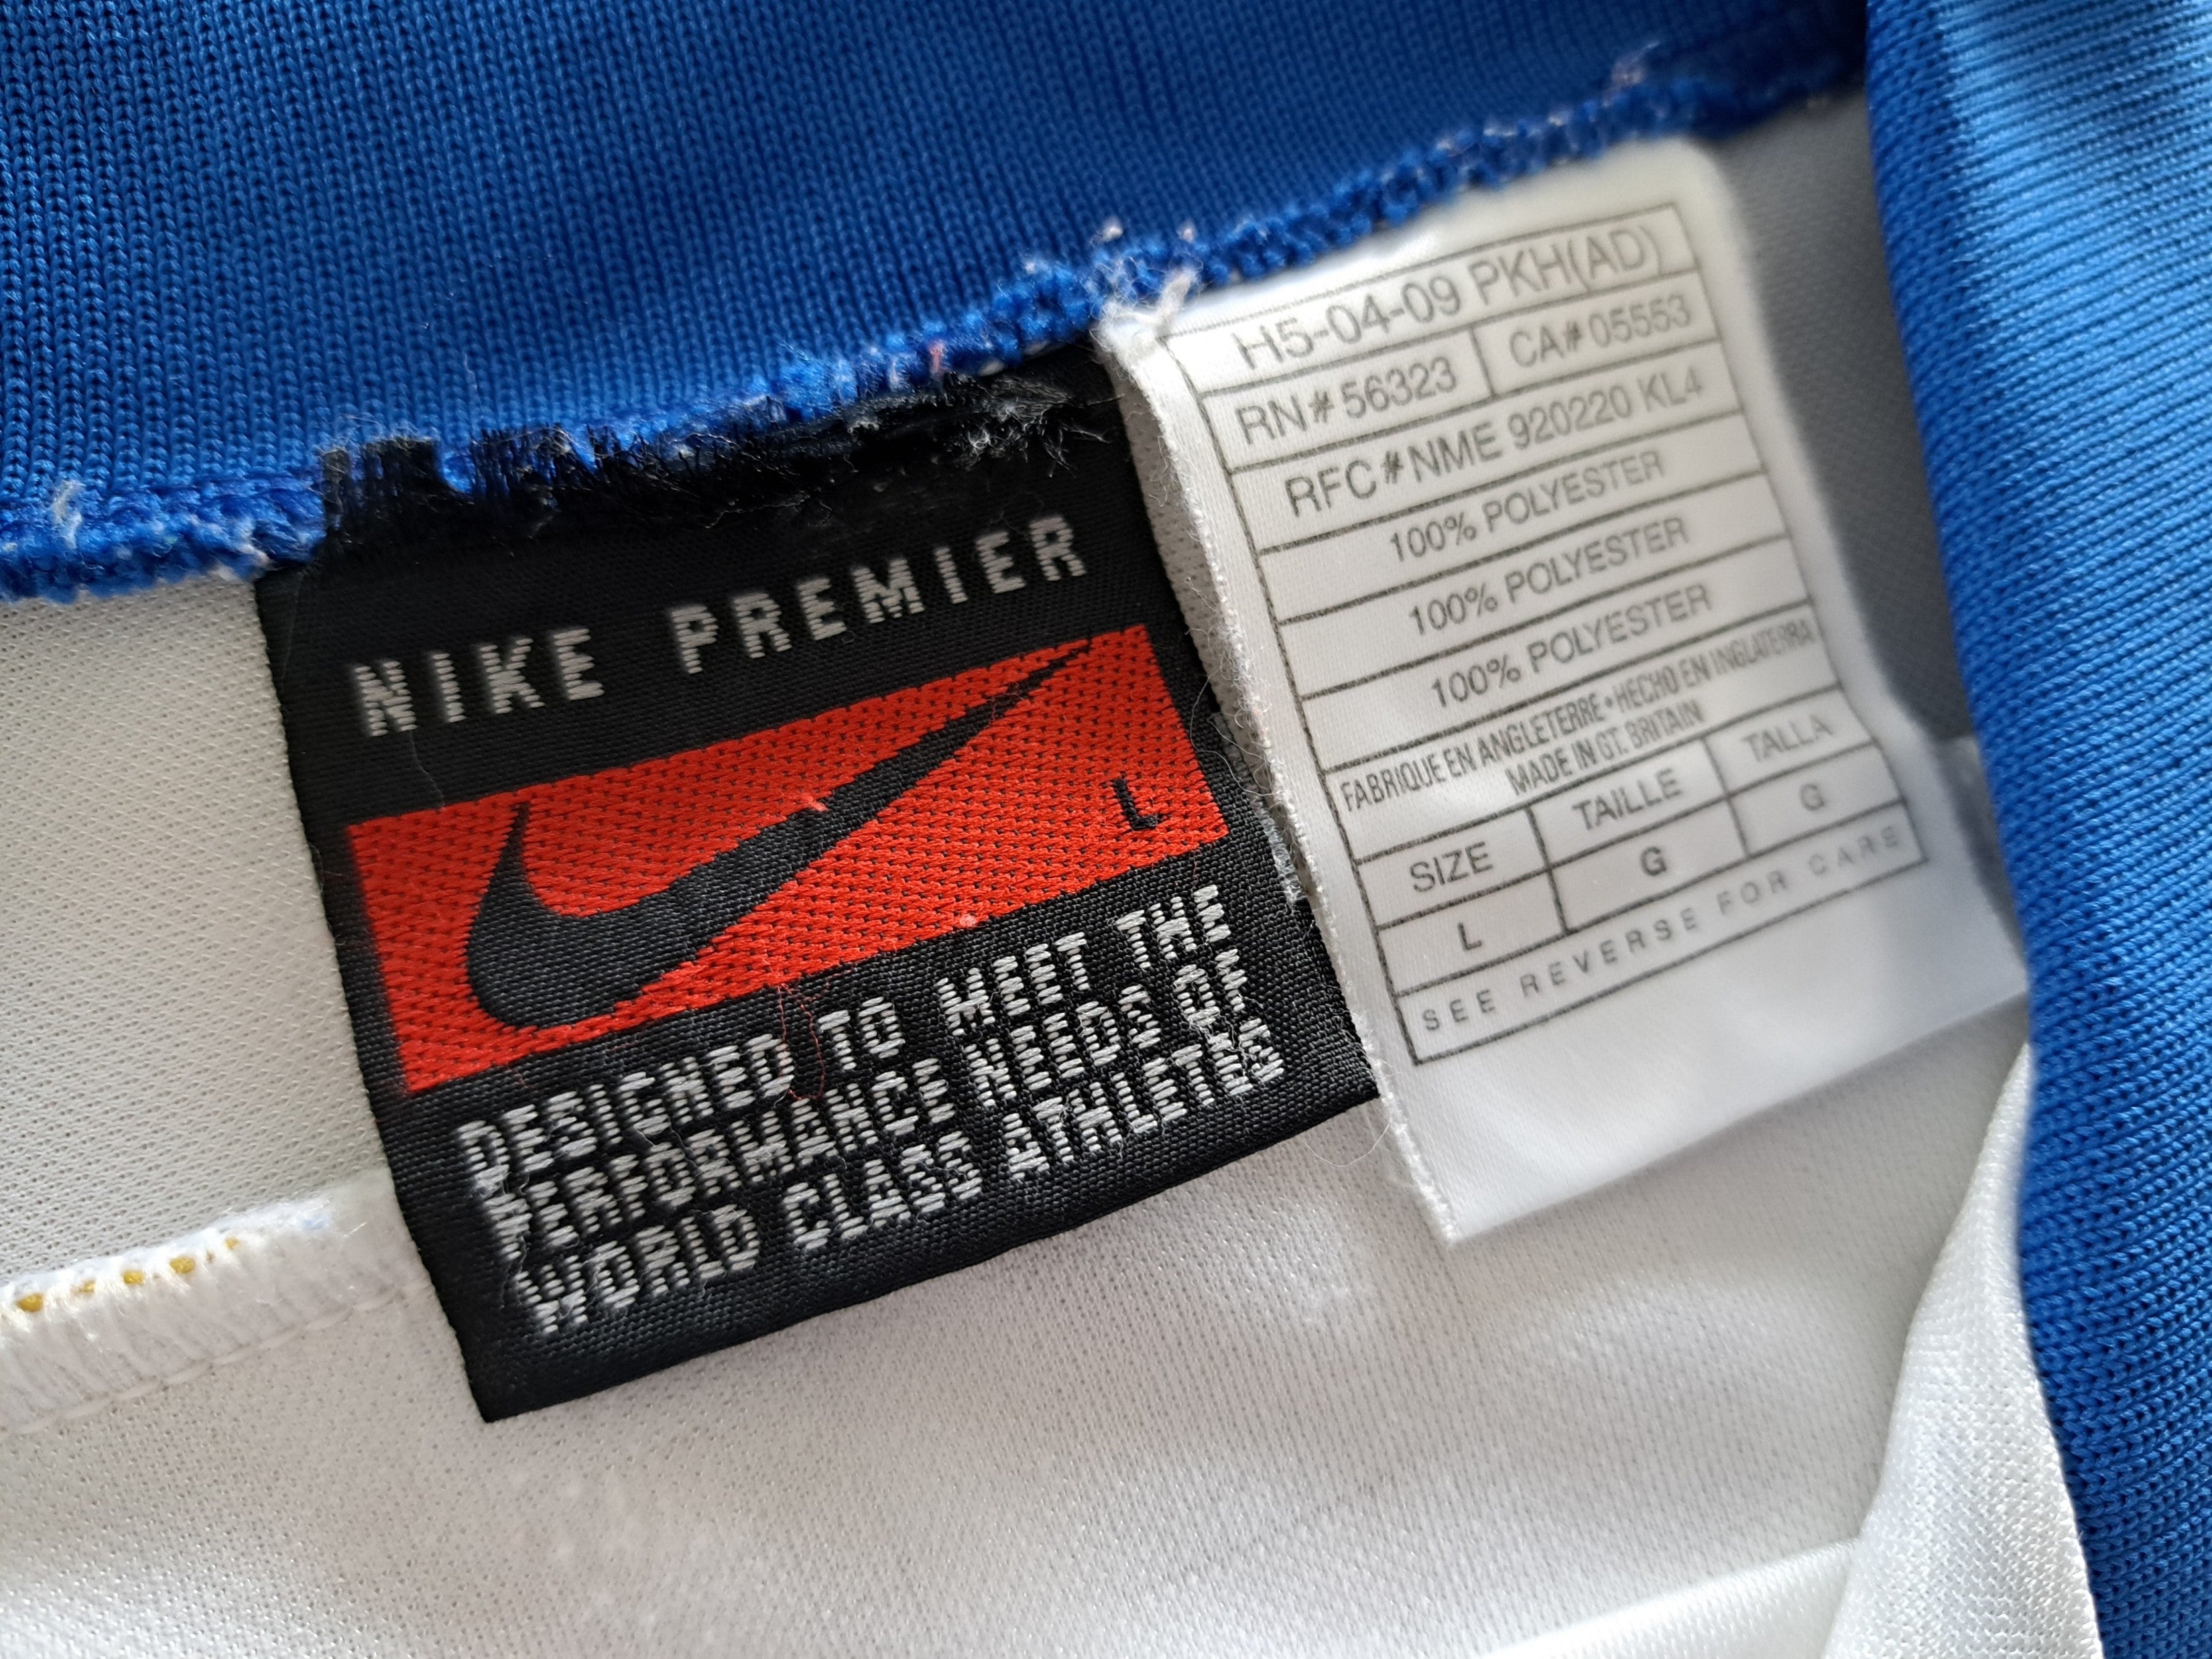 NIKE PREMIER
L
DESIGNED TO MEET THE
PERFORMANCE NEEDS OF
WORLD CLASS ATHLETES
H5-04-09 PKH(AD)
RN# 56323 CA# 05553
RFC# NME 920220 KL4
100% POLYESTER
100% POLYESTER
100% POLYESTER
FABRIQUE EN ANGLETERRE • HECHO EN INGLATERRA
MADE IN GT. BRITAIN
SIZE TAILLE TALLA
L G G
SEE REVERSE FOR CARE